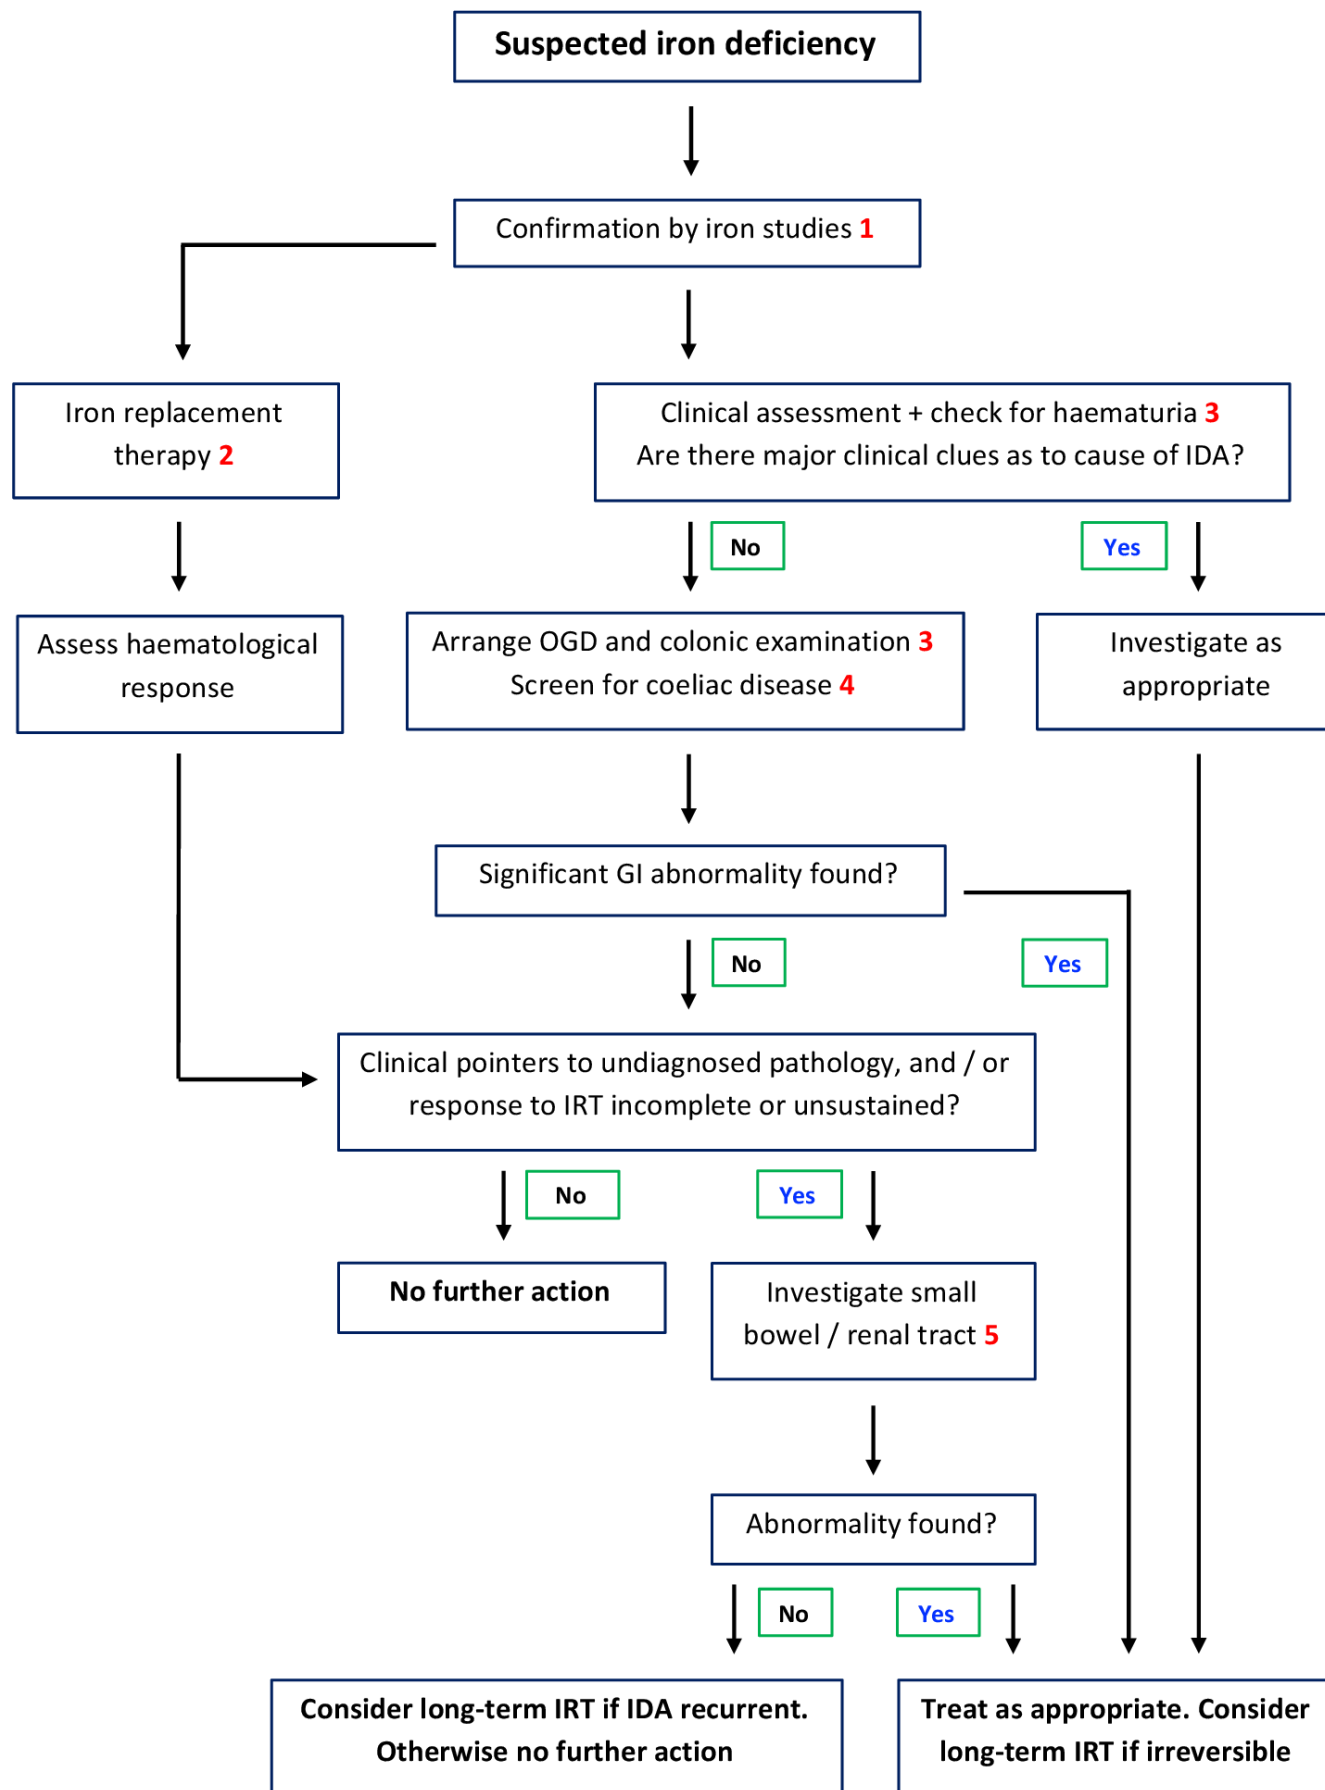 Suspected iron deficiency
Confirmation by iron studies 1
Iron replacement
therapy 2
Clinical assessment + check for haematuria 3
Are there major clinical clues as to cause of IDA?
No
Yes
Assess haematological
response
Arrange OGD and colonic examination 3
Screen for coeliac disease 4
Investigate as
appropriate
Significant GI abnormality found?
No
Yes
Clinical pointers to undiagnosed pathology, and / or
response to IRT incomplete or unsustained?
No
Yes
No further action
Investigate small
bowel / renal tract 5
Abnormality found?
No
Yes
Consider long-term IRT if IDA recurrent.
Otherwise no further action
Treat as appropriate. Consider
long-term IRT if irreversible